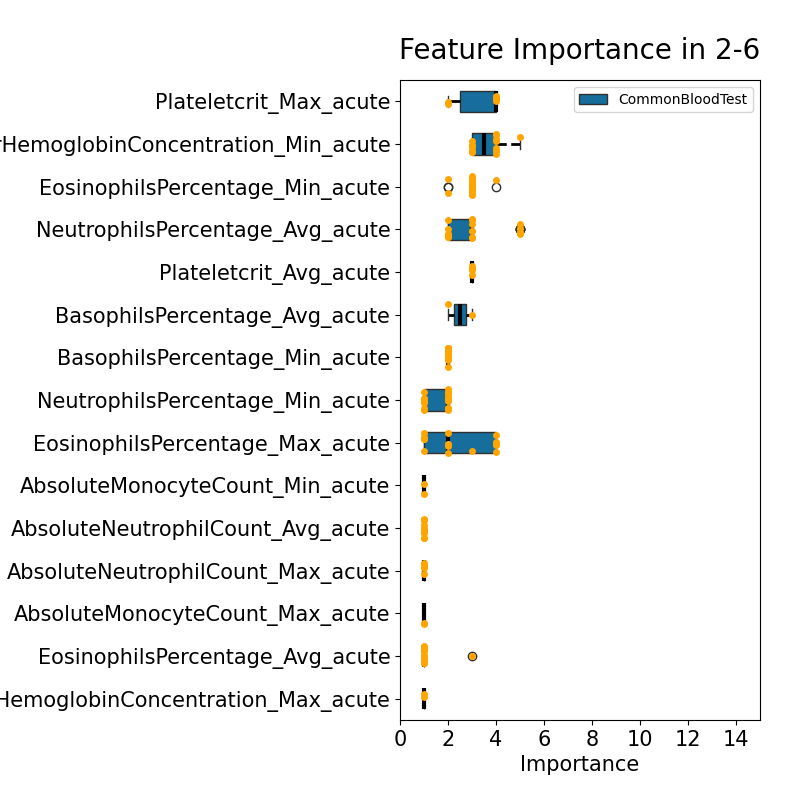 Feature Importance in 2-6
CommonBloodTest
Plateletcrit_Max_acute
rHemoglobinConcentration_Min_acute
EosinophilsPercentage_Min_acute
NeutrophilsPercentage_Avg_acute
Plateletcrit_Avg_acute
BasophilsPercentage_Avg_acute
BasophilsPercentage_Min_acute
NeutrophilsPercentage_Min_acute
EosinophilsPercentage_Max_acute
AbsoluteMonocyteCount_Min_acute
AbsoluteNeutrophilCount_Avg_acute
AbsoluteNeutrophilCount_Max_acute
AbsoluteMonocyteCount_Max_acute
EosinophilsPercentage_Avg_acute
HemoglobinConcentration_Max_acute
0 2 4 6 8 10 12 14
Importance